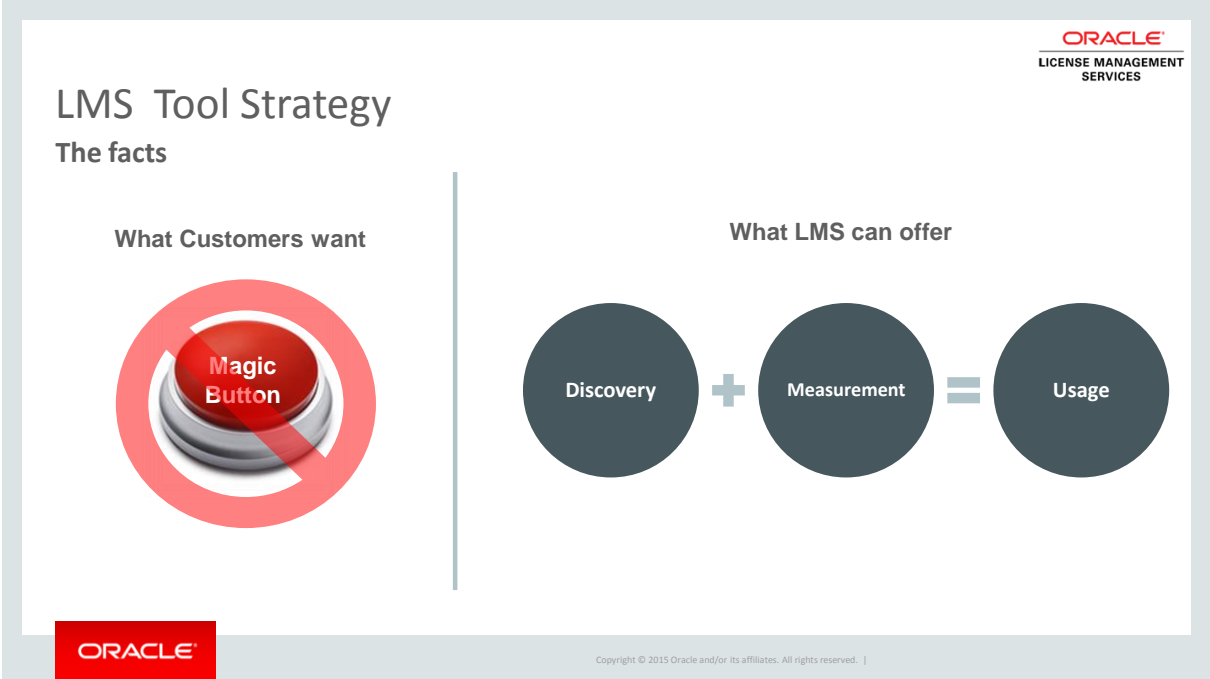 ORACLE
LICENSE MANAGEMENT
SERVICES
LMS Tool Strategy
The facts
What Customers want
Magic
Button
What LMS can offer
Discovery
Measurement
Usage
ORACLE
Copyright © 2015 Oracle and/or its affiliates. All rights reserved. |